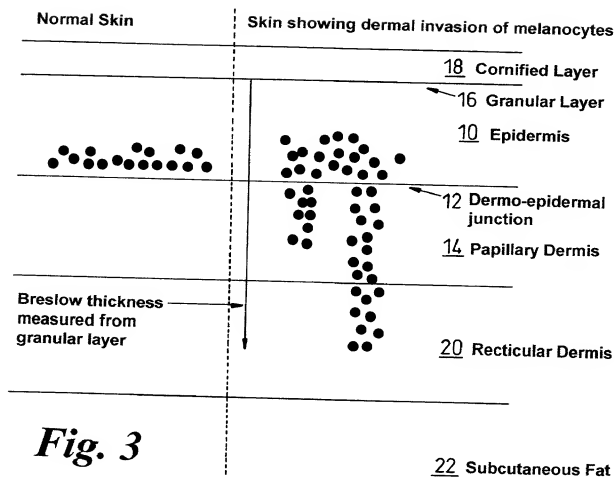 Normal Skin
Skin showing dermal invasion of melanocytes
18 Cornified Layer
16 Granular Layer
10 Epidermis
12 Dermo-epidermal
junction
14 Papillary Dermis
Breslow thickness
measured from
granular layer
20 Recticular Dermis
Fig. 3
22 Subcutaneous Fat